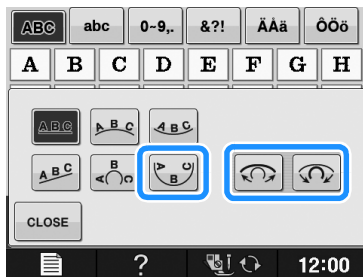 ABC abc 0~9,. &?! ÄÅä ÔÖö
A B C D E F G H
ABC ABC ABC
ABC ABC ABC
CLOSE
? 12:00